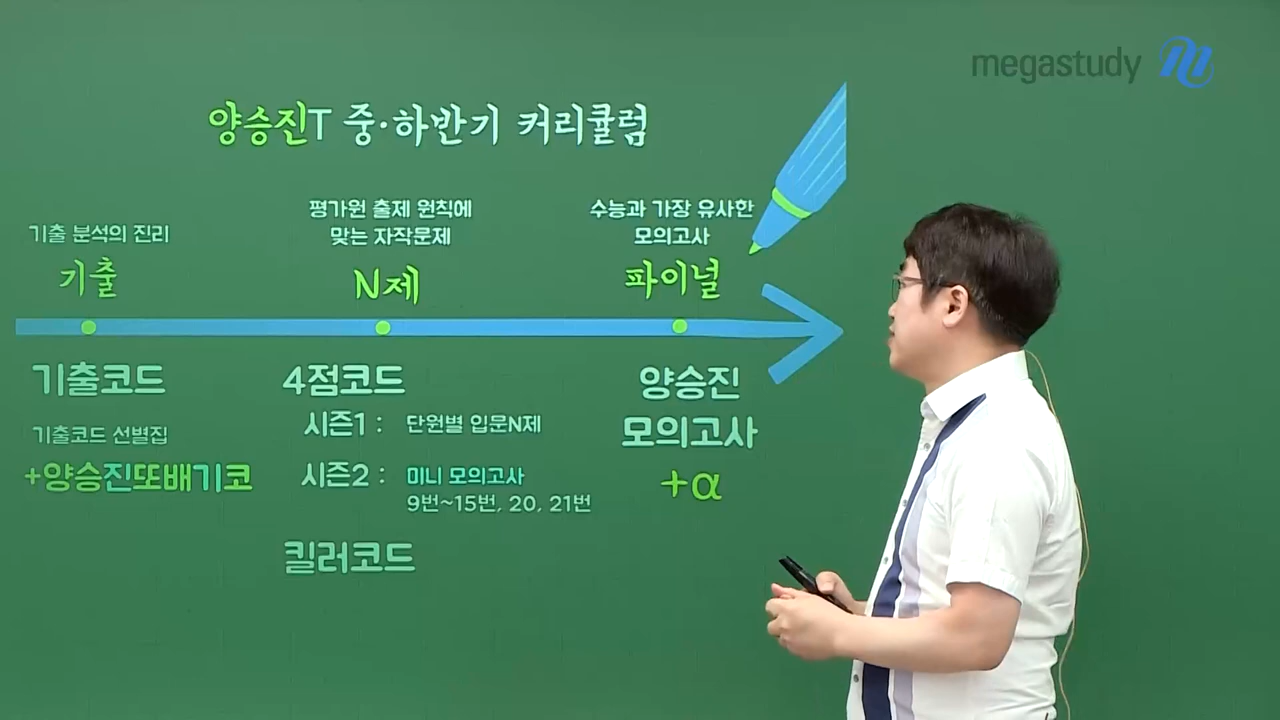 megastudy
양승진T 중·하반기 커리큘럼
기출 분석의 진리
기출
평가원 출제 원칙에
맞는 자작문제
N제
수능과 가장 유사한
모의고사
파이널
기출코드
기출코드 선별집
+양승진또배기코
4점코드
시즌1 : 단원별 입문N제
시즌2 : 미니 모의고사
9번~15번, 20, 21번
킬러코드
양승진
모의고사
+α